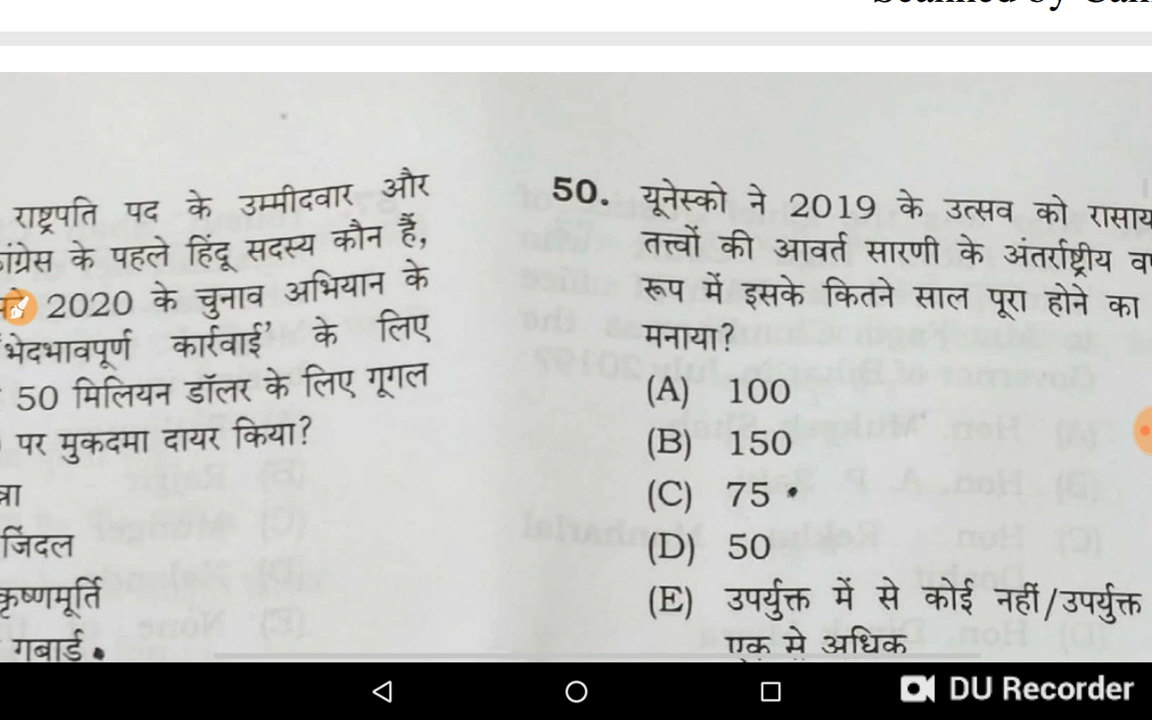 राष्ट्रपति पद के उम्मीदवार और
के पहले हिंदू सदस्य कौन हैं,
2020 के चुनाव अभियान के
भेदभावपूर्ण कार्रवाई” के लिए
50 मिलियन डॉलर के लिए गूगल
पर मुकदमा दायर किया?
जिंदल
कृष्णमूर्ति
गबार्ड
50. यूनेस्को ने 2019 के उत्सव को
तत्त्वों की आवर्त सारणी के अंतर्राष्ट्रीय
रूप में इसके कितने साल पूरा होने का
मनाया?
(A) 100
(B) 150
(C) 75
(D) 50
(E) उपर्युक्त में से कोई नहीं/उपर्युक्त
एक से अधिक
DU Recorder